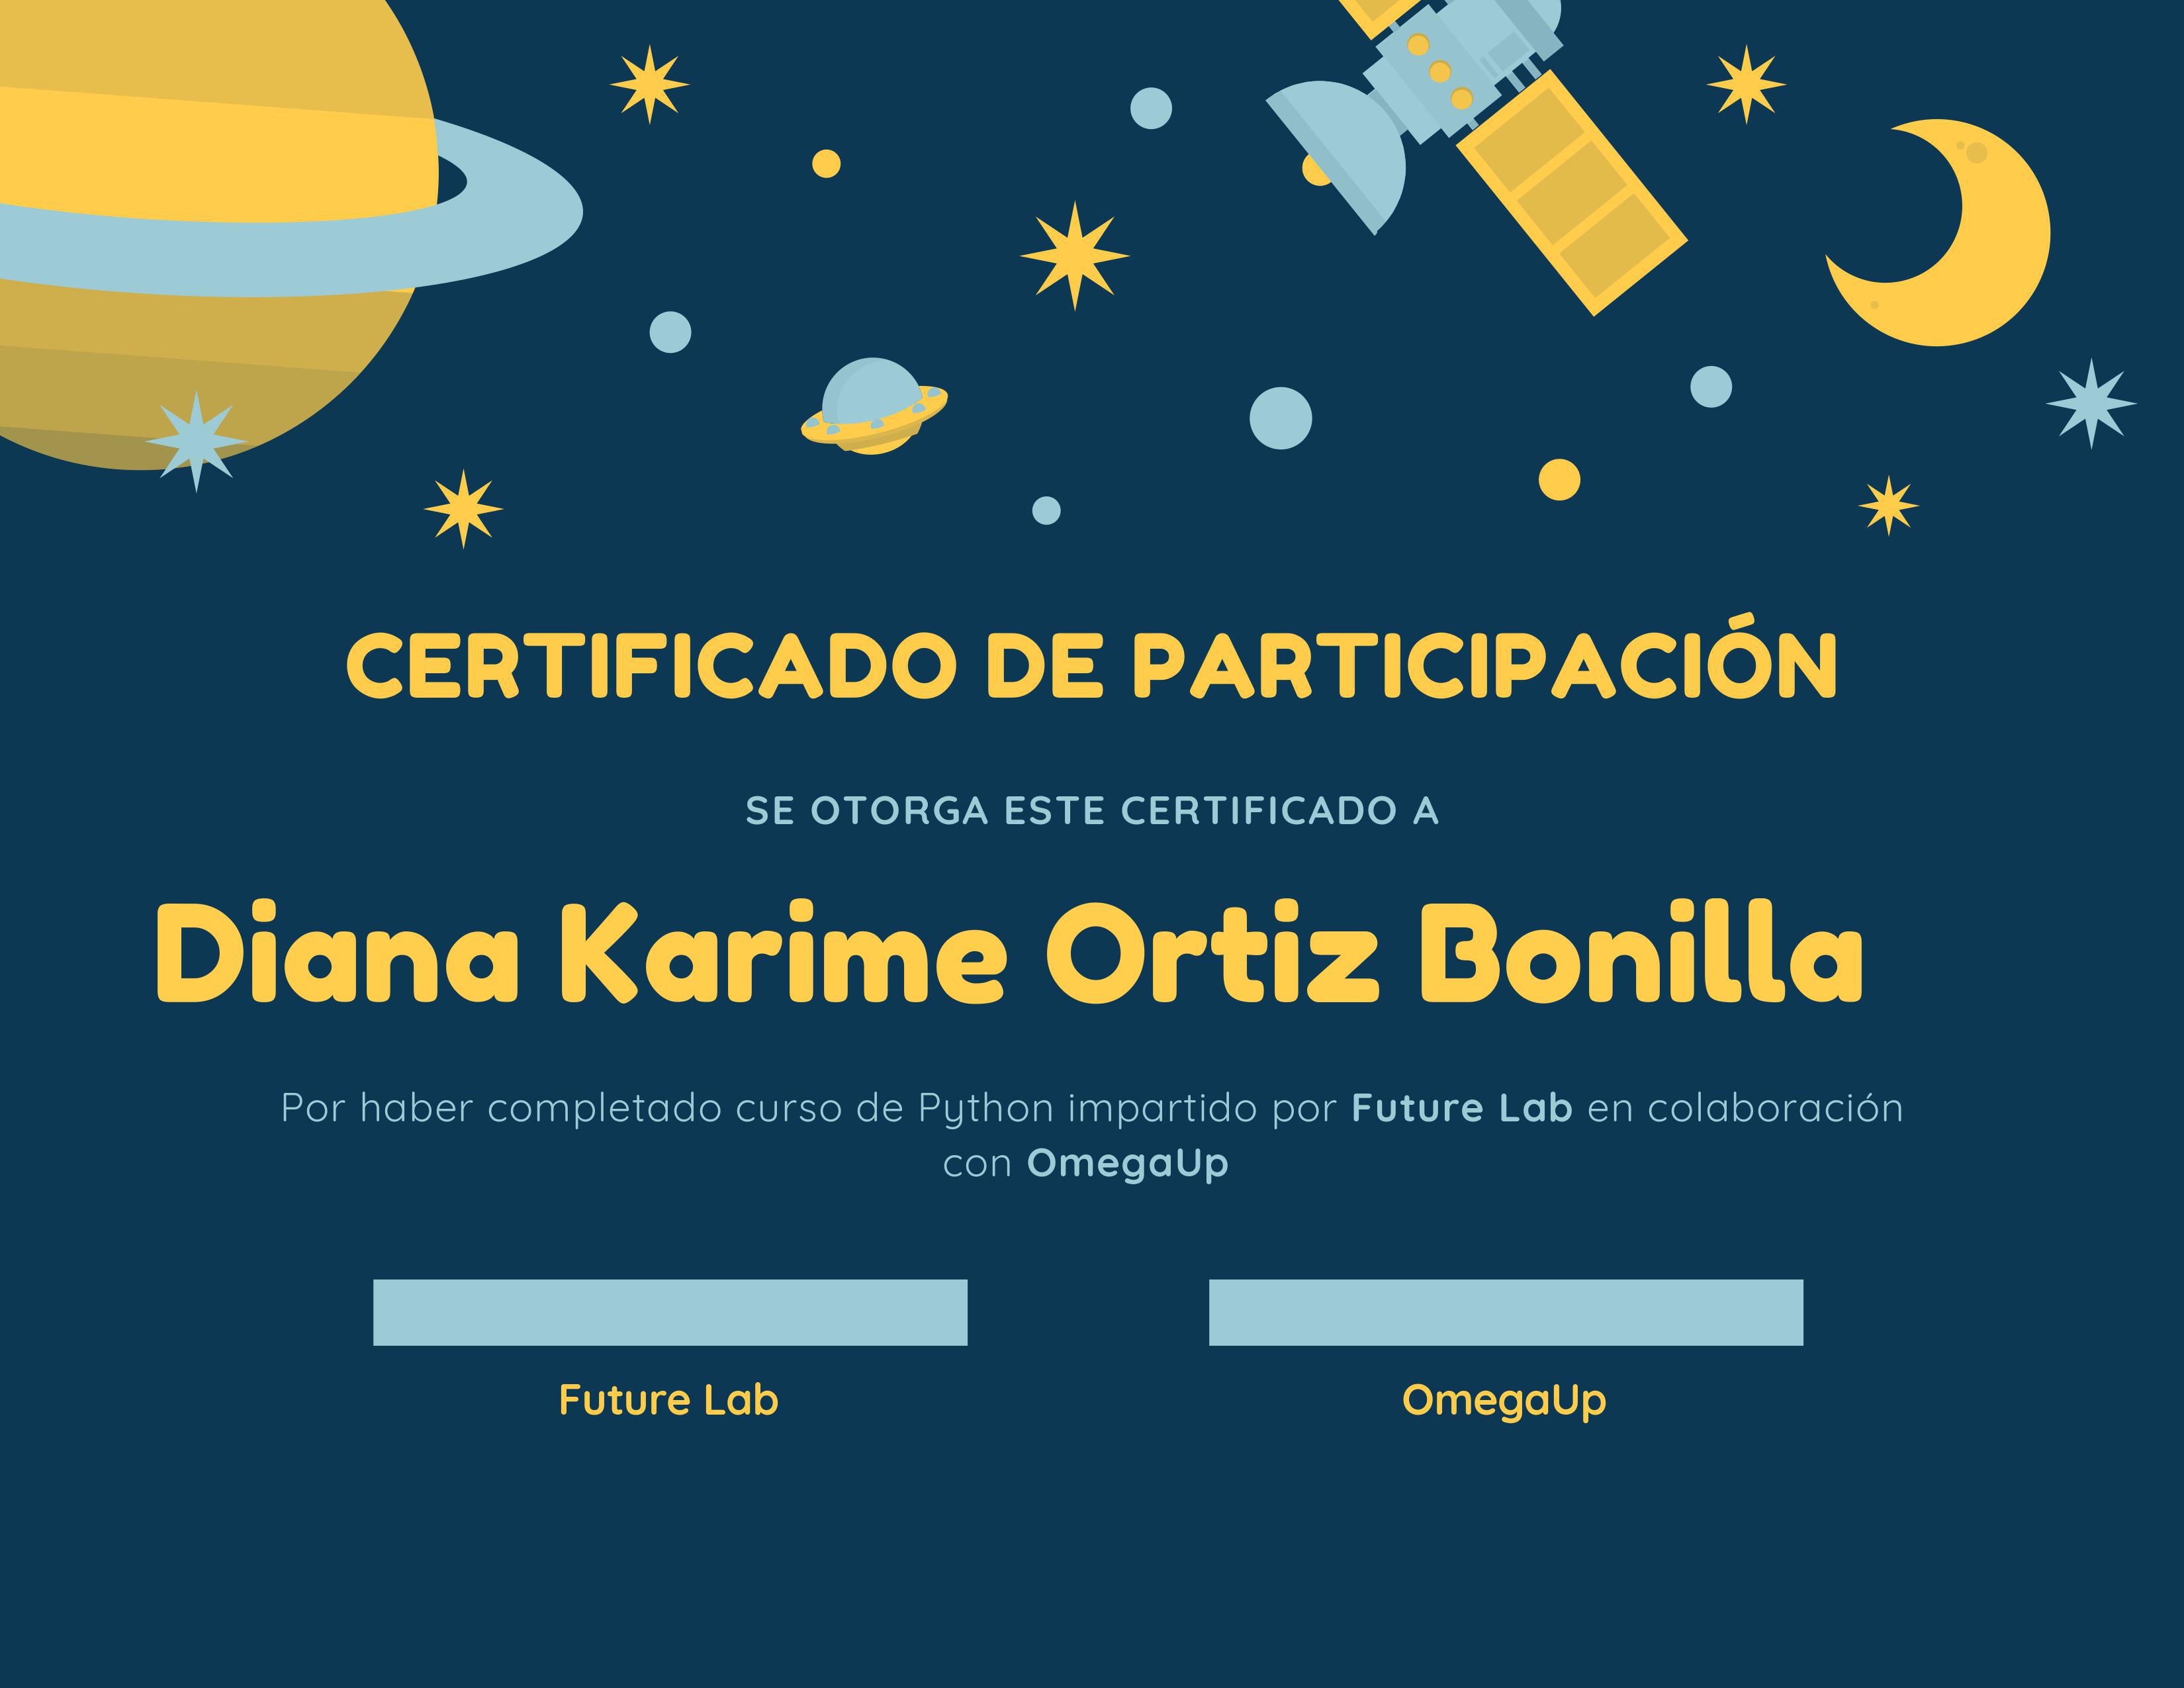 CERTIFICADO DE PARTICIPACIÓN
SE OTORGA ESTE CERTIFICADO A
Diana Karime Ortiz Bonilla
Por haber completado curso de Python impartido por Future Lab en colaboración
con OmegaUp
Future Lab
OmegaUp